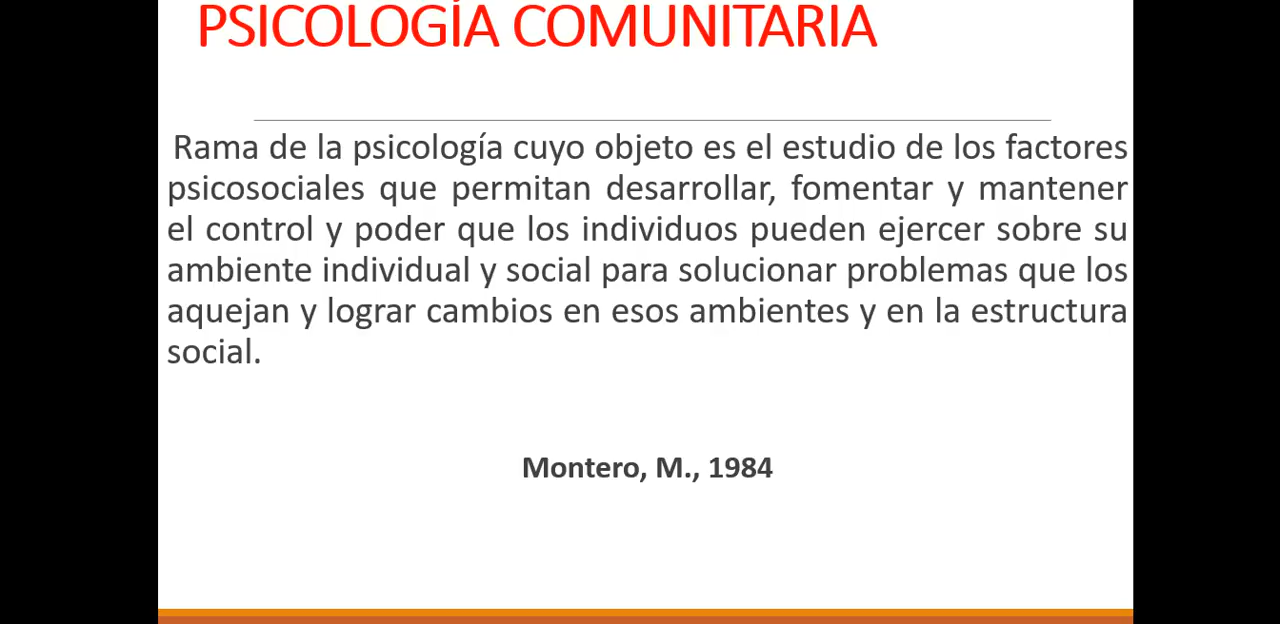 PSICOLOGÍA COMUNITARIA
Rama de la psicología cuyo objeto es el estudio de los factores
psicosociales que permitan desarrollar, fomentar y mantener
el control y poder que los individuos pueden ejercer sobre su
ambiente individual y social para solucionar problemas que los
aquejan y lograr cambios en esos ambientes y en la estructura
social.
Montero, M., 1984